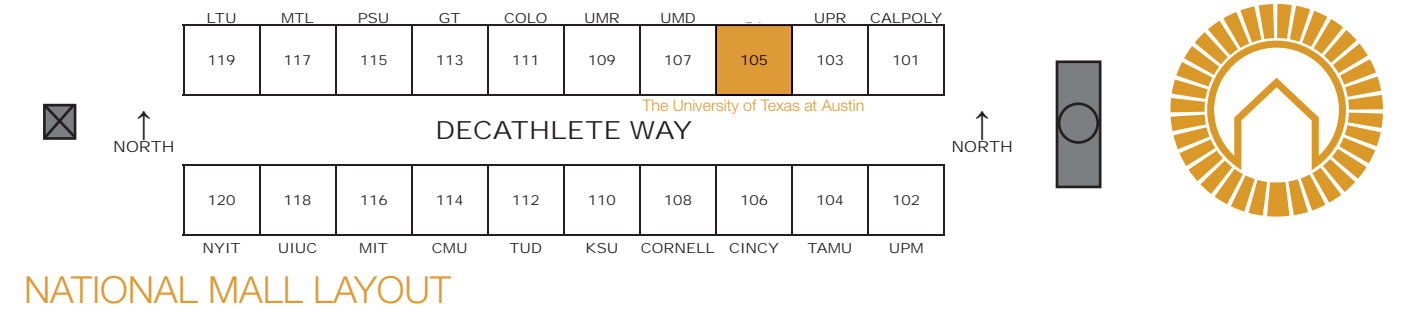 LTU MTL PSU GT COLO UMR UMD UPR CALPOLY
119 117 115 113 111 109 107 105 103 101
The University of Texas at Austin
DECATHLETE WAY
NORTH NORTH
120 118 116 114 112 110 108 106 104 102
NYIT UIUC MIT CMU TUD KSU CORNELL CINCY TAMU UPM
NATIONAL MALL LAYOUT